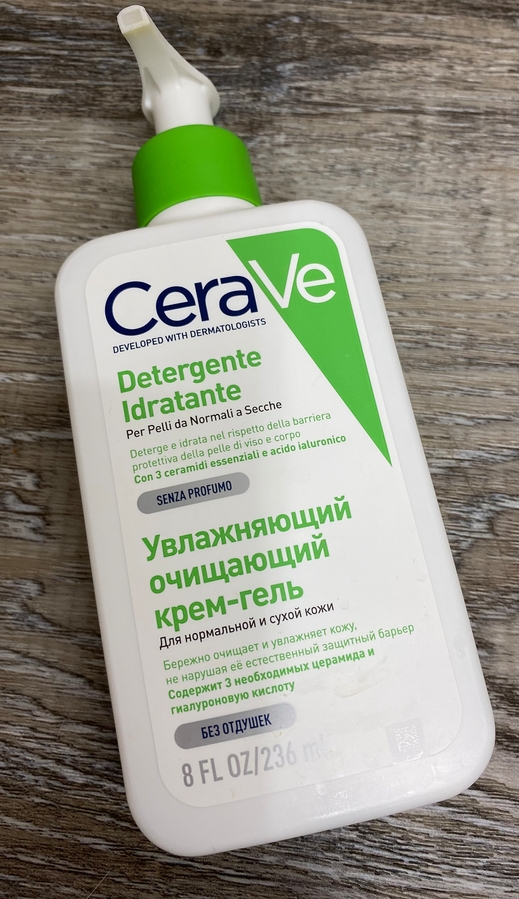 CeraVe
DEVELOPED WITH DERMATOLOGISTS
Detergente
Idratante
Per Pelli da Normali a Secche
Deterge e idrata nel rispetto della barriera
protettiva della pelle di viso e corpo
Con 3 ceramidi essenziali e acido ialuronico
SENZA PROFUMO
Увлажняющий
очищающий
крем-гель
Для нормальной и сухой кожи
Бережно очищает и увлажняет кожу,
не нарушая её естественный защитный барьер
Содержит 3 необходимых церамида и
гиалуроновую кислоту
БЕЗ ОТДУШЕК
8 FL OZ/236 ml